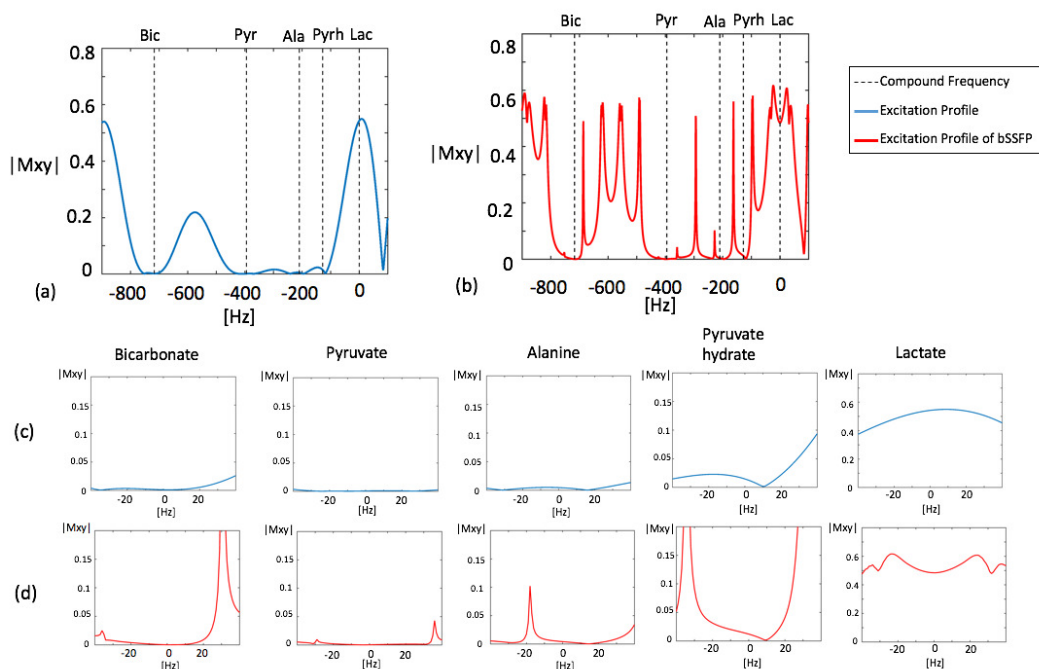 Bic Pyr Ala Pyrh Lac
0.8
0.6
0.4
0.2
0
|Mxy|
-800 -600 -400 -200 0
[Hz]
(a)
Bic Pyr Ala Pyrh Lac
0.8
0.6
0.4
0.2
0
|Mxy|
-800 -600 -400 -200 0
[Hz]
(b)
Compound Frequency
Excitation Profile
Excitation Profile of bSSFP
(c)
Bicarbonate
|Mxy|
0.15
0.1
0.05
0
-20 0 20
[Hz]
Pyruvate
|Mxy|
0.15
0.1
0.05
0
-20 0 20
[Hz]
Alanine
|Mxy|
0.15
0.1
0.05
0
-20 0 20
[Hz]
Pyruvate
hydrate
|Mxy|
0.15
0.1
0.05
0
-20 0 20
[Hz]
Lactate
|Mxy|
0.6
0.4
0.2
0
-20 0 20
[Hz]
(d)
|Mxy|
0.15
0.1
0.05
0
-20 0 20
[Hz]
|Mxy|
0.15
0.1
0.05
0
-20 0 20
[Hz]
|Mxy|
0.15
0.1
0.05
0
-20 0 20
[Hz]
|Mxy|
0.15
0.1
0.05
0
-20 0 20
[Hz]
|Mxy|
0.6
0.4
0.2
0
-20 0 20
[Hz]